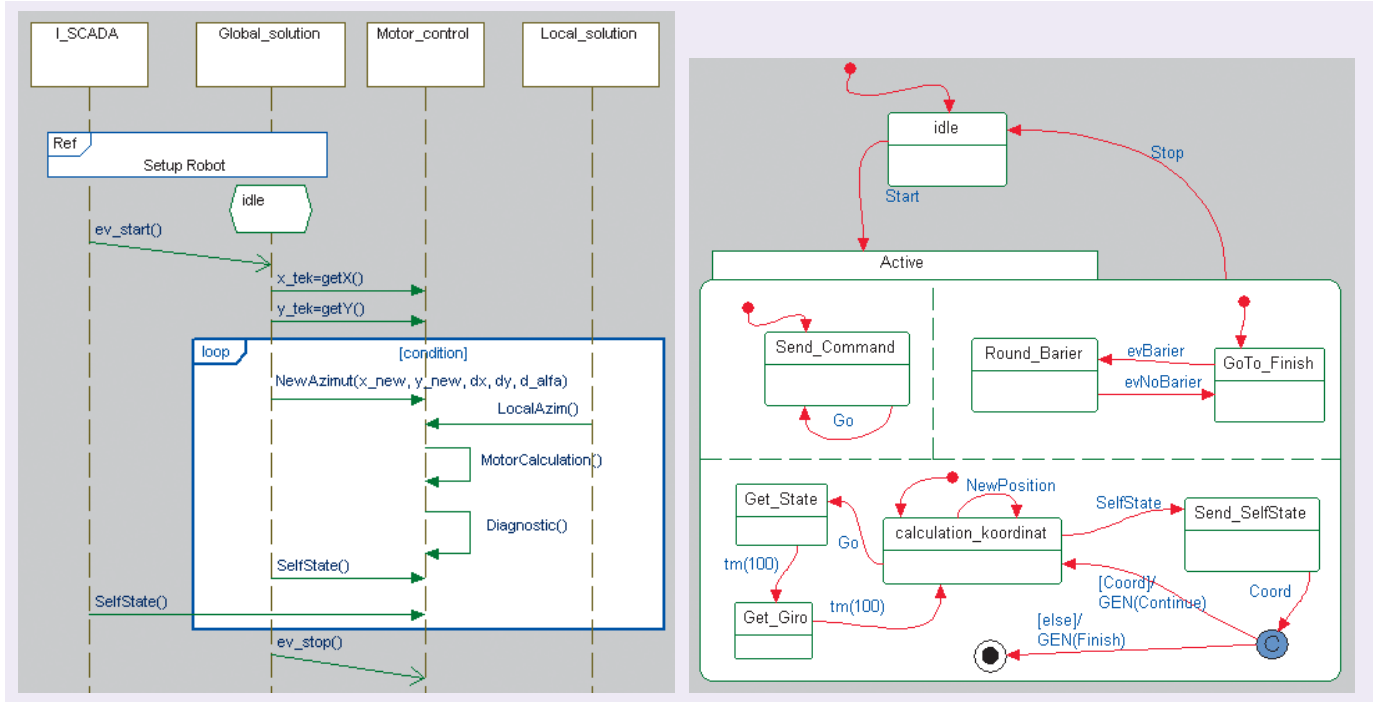 I_SCADA
Global_solution
Motor_control
Local_solution
Ref
Setup Robot
idle
ev_start()
x_tek=getX()
y_tek=getY()
loop
[condition]
NewAzimut(x_new, y_new, dx, dy, d_alfa)
LocalAzim()
MotorCalculation()
Diagnostic()
SelfState()
SelfState()
ev_stop()
idle
Stop
Start
Active
Send_Command
Go
Round_Barier
evBarier
evNoBarier
GoTo_Finish
Get_State
NewPosition
SelfState
Send_SelfState
calculation_koordinat
Go
tm(100)
Get_Giro
tm(100)
[Coord]/
GEN(Continue)
Coord
[else]/
GEN(Finish)
C